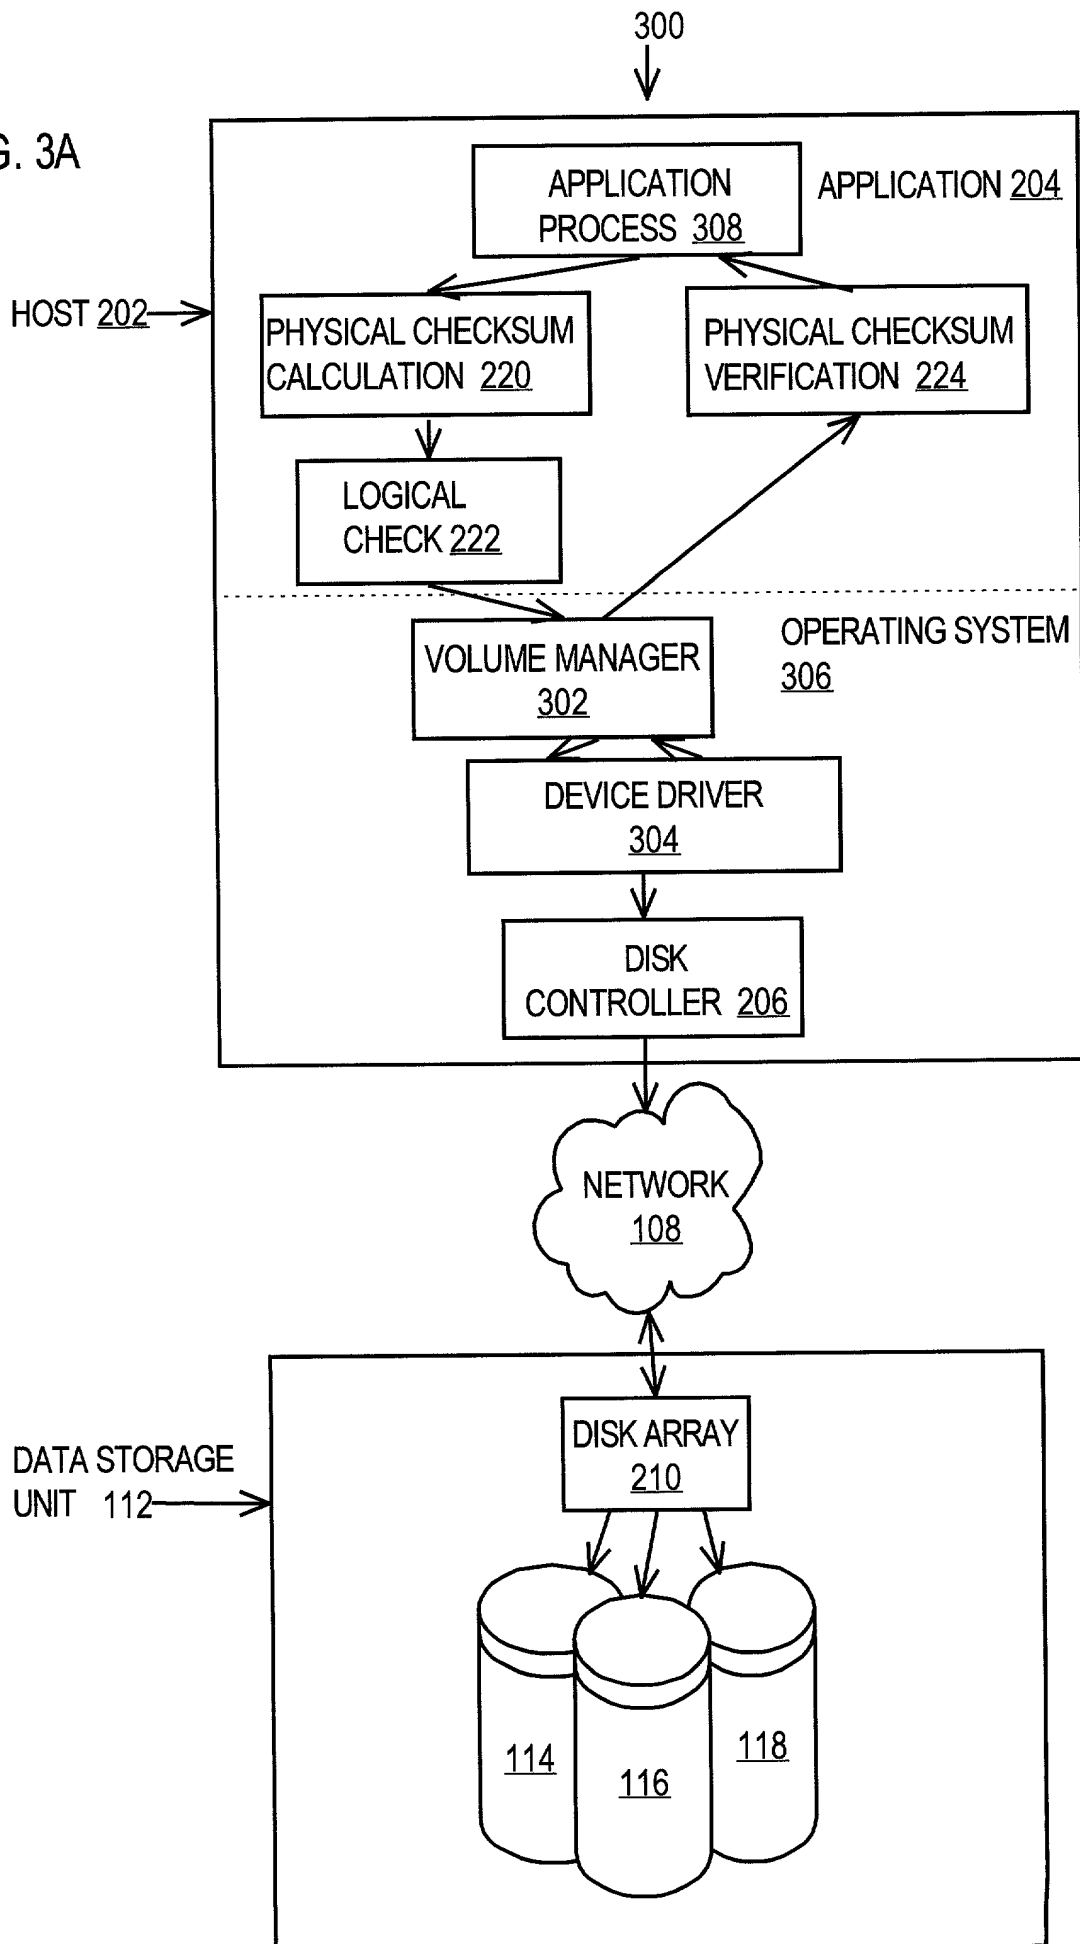 300
G. 3A
APPLICATION
PROCESS 308
APPLICATION 204
HOST 202
PHYSICAL CHECKSUM
CALCULATION 220
PHYSICAL CHECKSUM
VERIFICATION 224
LOGICAL
CHECK 222
OPERATING SYSTEM
306
VOLUME MANAGER
302
DEVICE DRIVER
304
DISK
CONTROLLER 206
NETWORK
108
DISK ARRAY
210
DATA STORAGE
UNIT 112
114
116
118